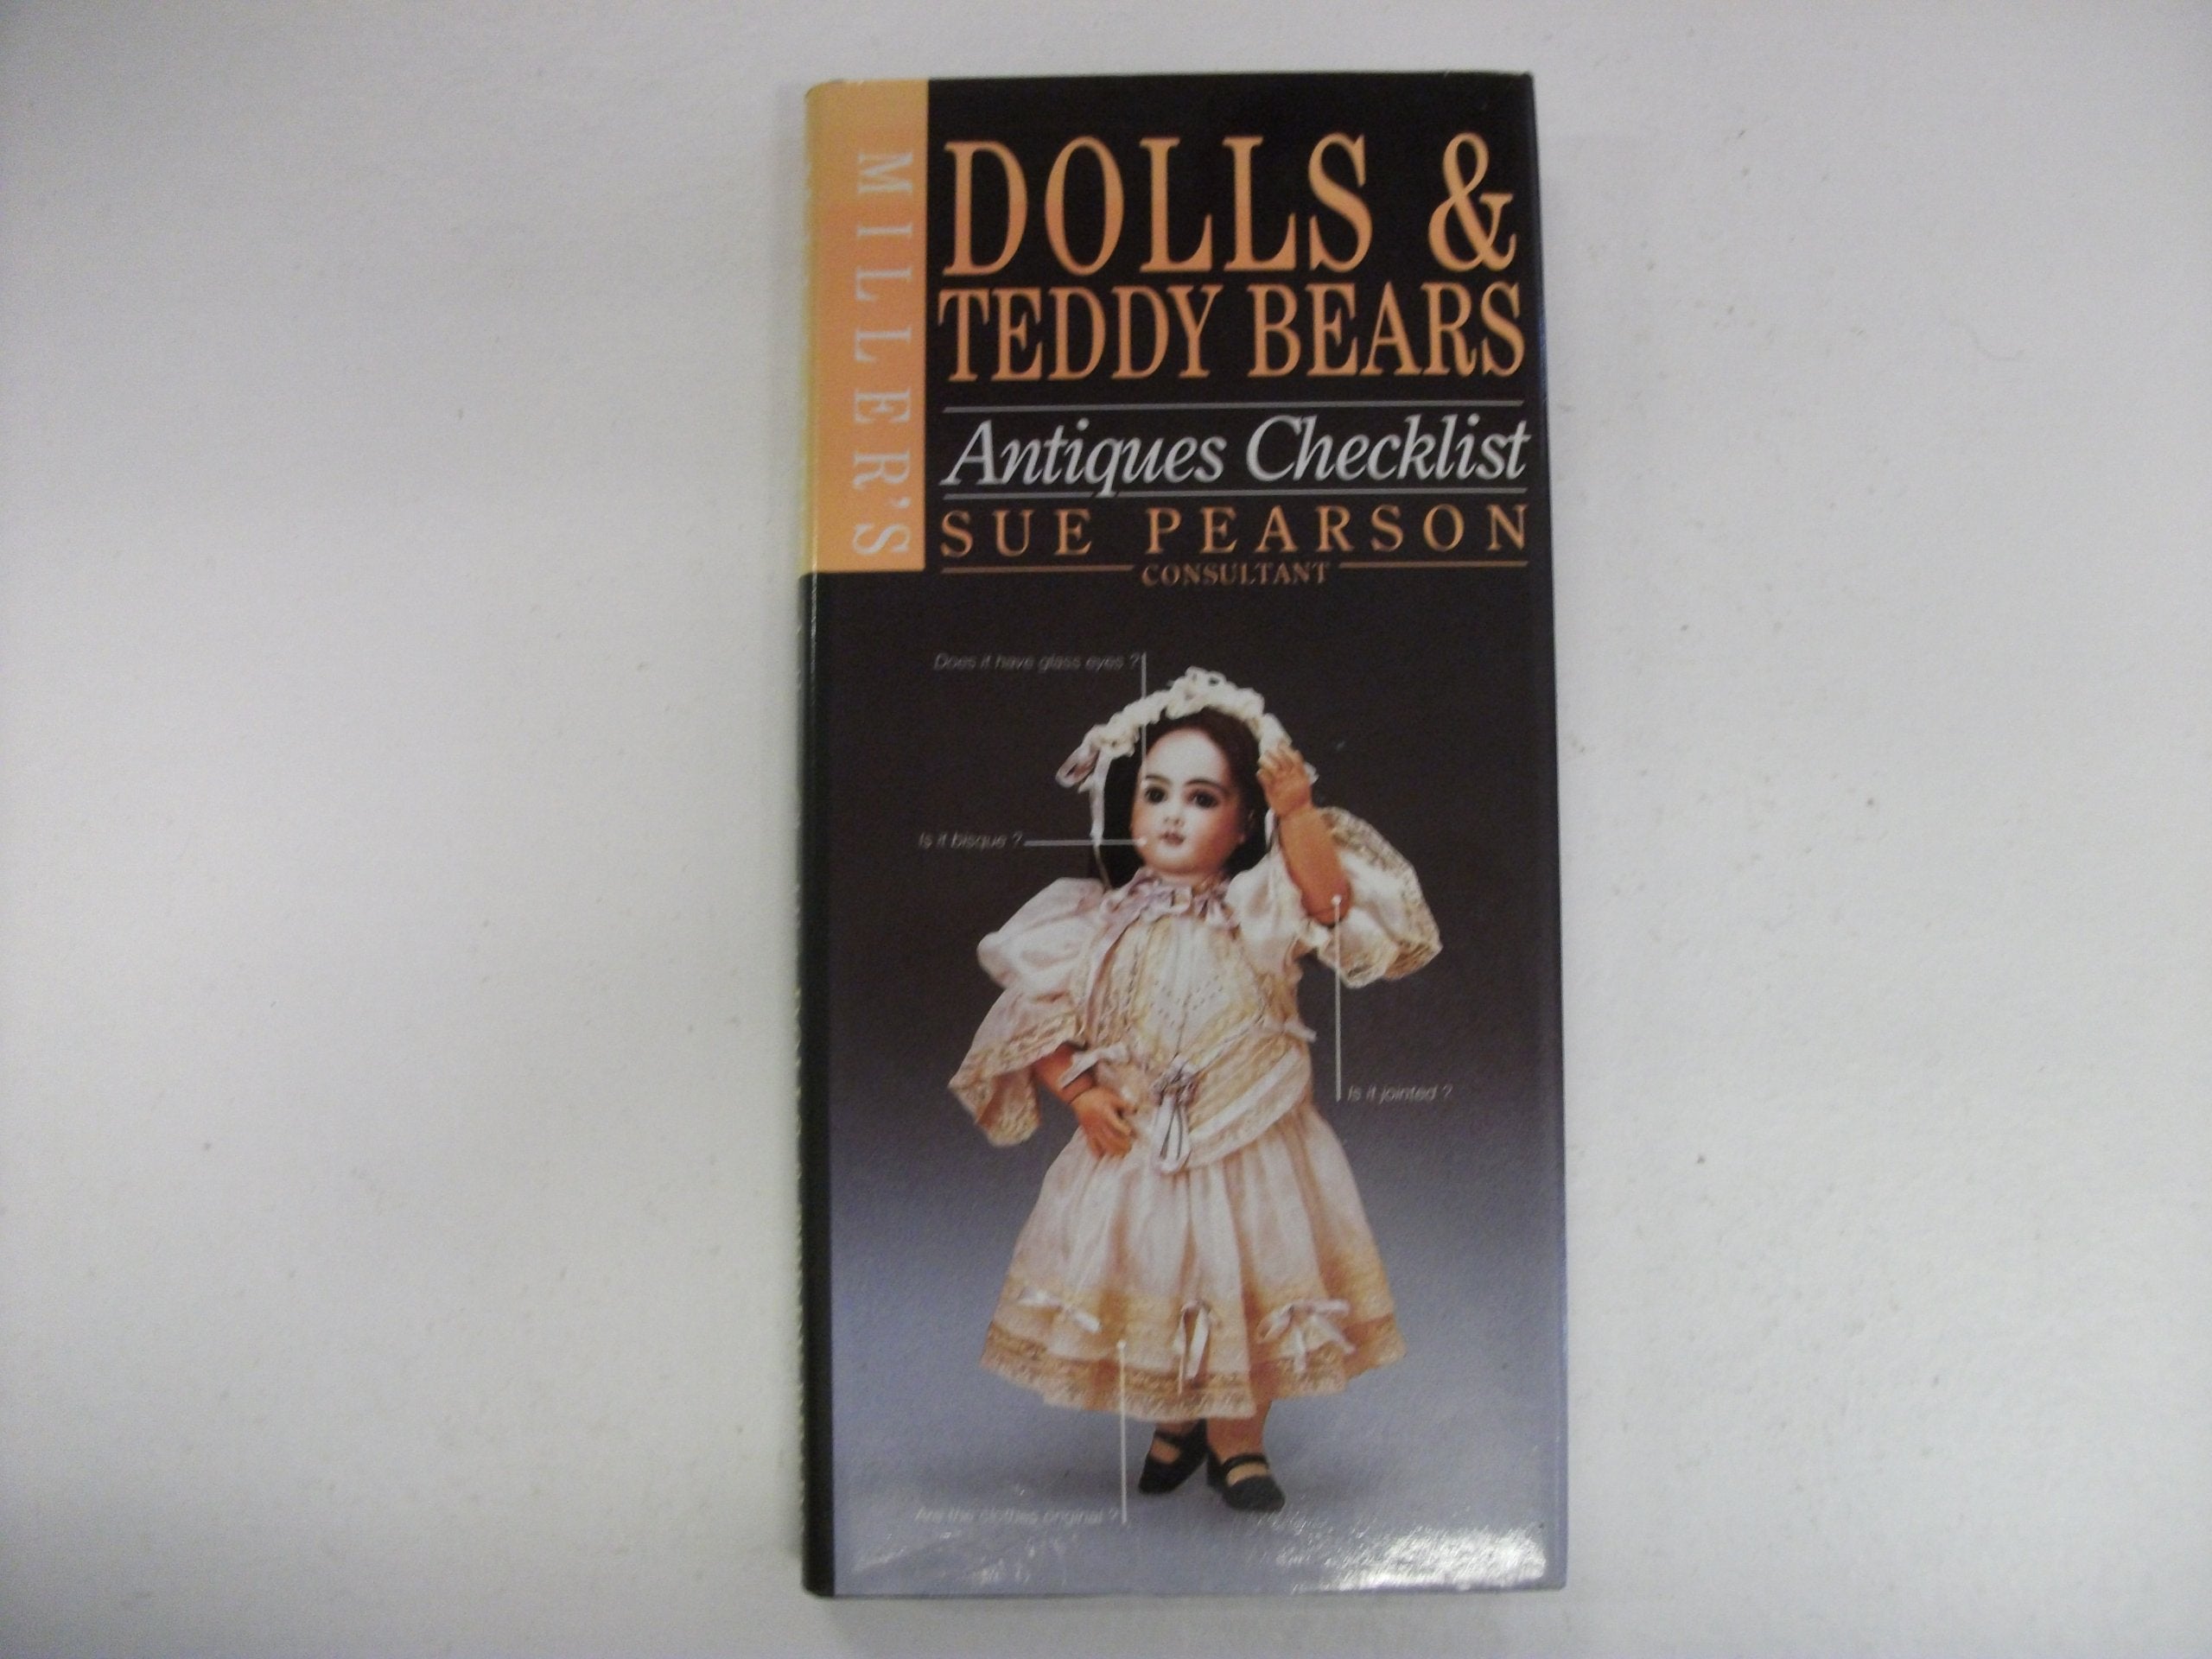 MILLER'S
DOLLS &
TEDDY BEARS
Antiques Checklist
SUE PEARSON
CONSULTANT
Does it have glass eyes ?
Is it bisque ?
Is it jointed ?
Are the clothes original ?